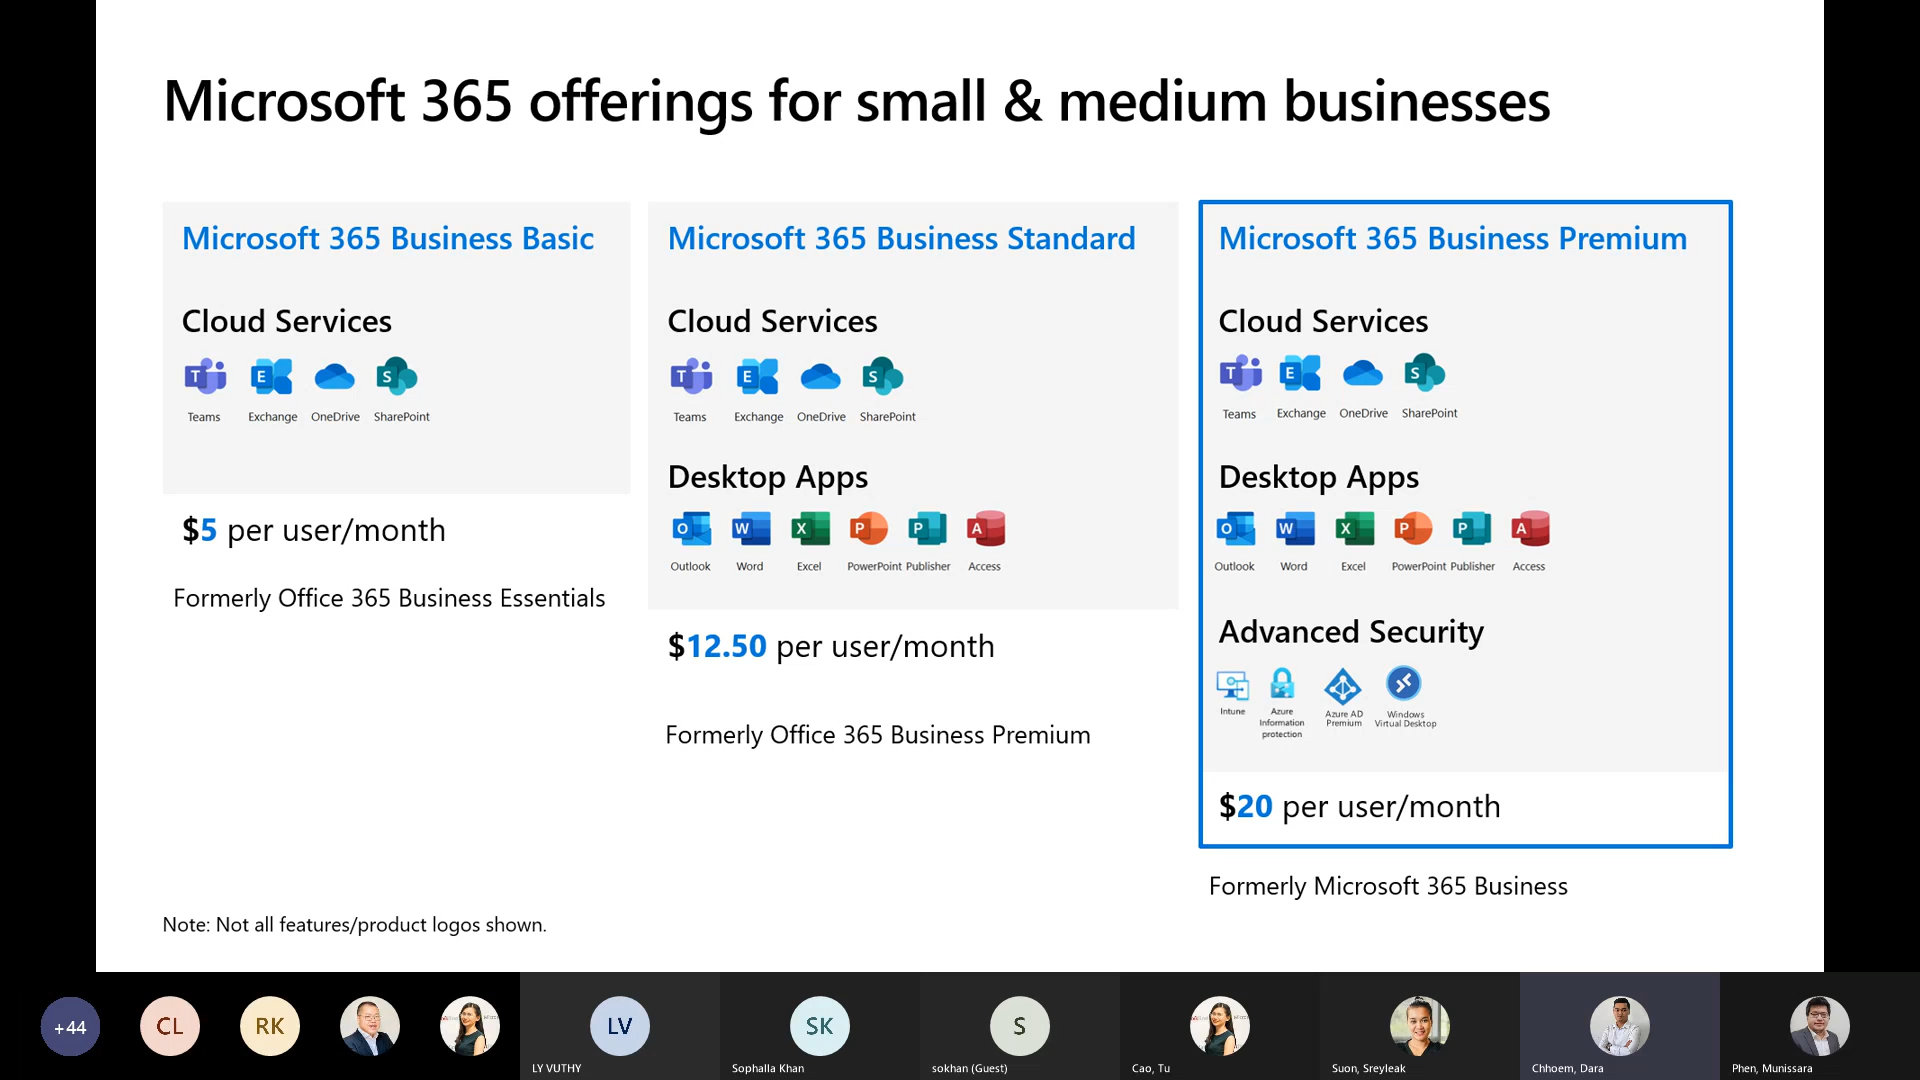 Microsoft 365 offerings for small & medium businesses
Microsoft 365 Business Basic
Cloud Services
T E S
Teams Exchange OneDrive SharePoint
$5 per user/month
Formerly Office 365 Business Essentials
Microsoft 365 Business Standard
Cloud Services
T E S
Teams Exchange OneDrive SharePoint
Desktop Apps
O W X P P A
Outlook Word Excel PowerPoint Publisher Access
$12.50 per user/month
Formerly Office 365 Business Premium
Microsoft 365 Business Premium
Cloud Services
T E S
Teams Exchange OneDrive SharePoint
Desktop Apps
O W X P P A
Outlook Word Excel PowerPoint Publisher Access
Advanced Security
Intune
Azure
Information
protection
Azure AD
Premium
Windows
Virtual Desktop
$20 per user/month
Formerly Microsoft 365 Business
Note: Not all features/product logos shown.
+44 CL RK LV SK S
LY VUTHY Sophalla Khan sokhan (Guest) Cao, Tu Suon, Sreyleak Chhoem, Dara Phen, Munissara